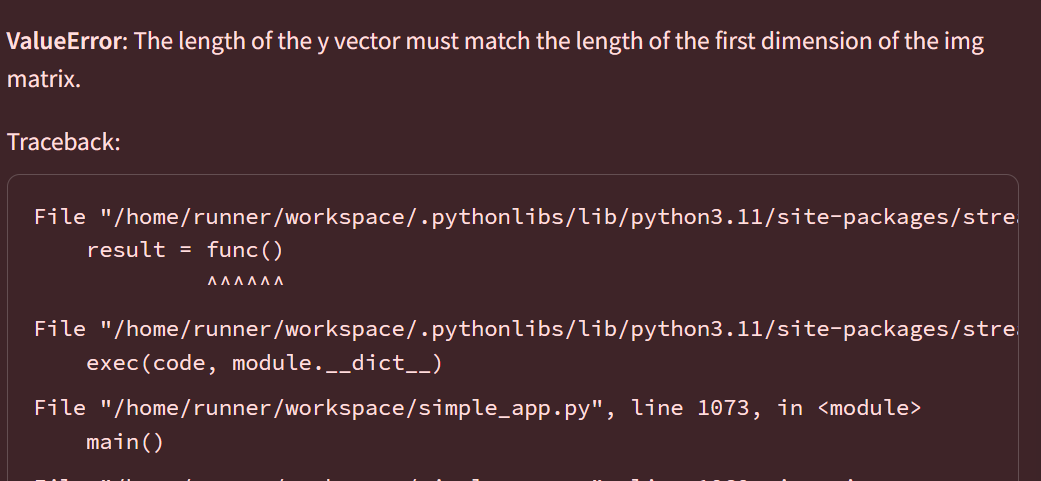 ValueError: The length of the y vector must match the length of the first dimension of the img
matrix.
Traceback:
File "/home/runner/workspace/.pythonlibs/lib/python3.11/site-packages/stre
result = func()
^^^^^^
File "/home/runner/workspace/.pythonlibs/lib/python3.11/site-packages/stre
exec(code, module.__dict__)
File "/home/runner/workspace/simple_app.py", line 1073, in <module>
main()